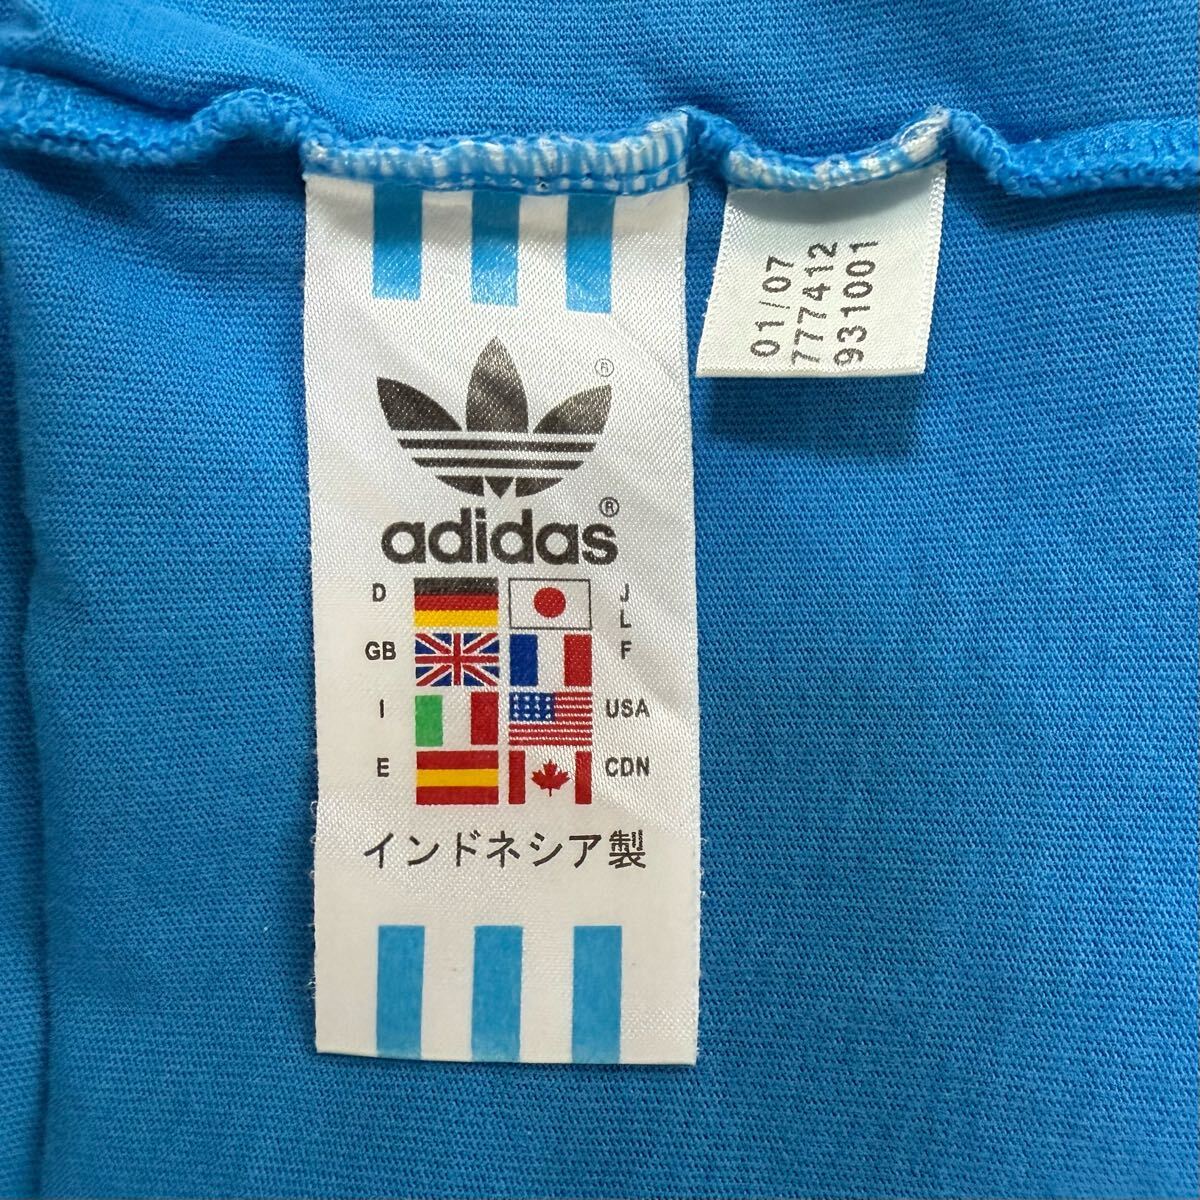 ®
adidas®
D J
L
GB F
I USA
E CDN
インドネシア製
01/07
777412
931001